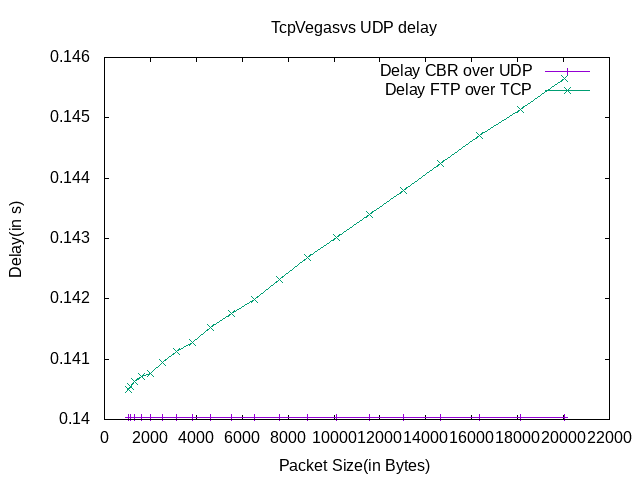 TcpVegasvs UDP delay
Delay CBR over UDP
Delay FTP over TCP
0.146
0.145
0.144
0.143
0.142
0.141
0.14
Delay(in s)
0 2000 4000 6000 8000 10000 12000 14000 16000 18000 20000 22000
Packet Size(in Bytes)